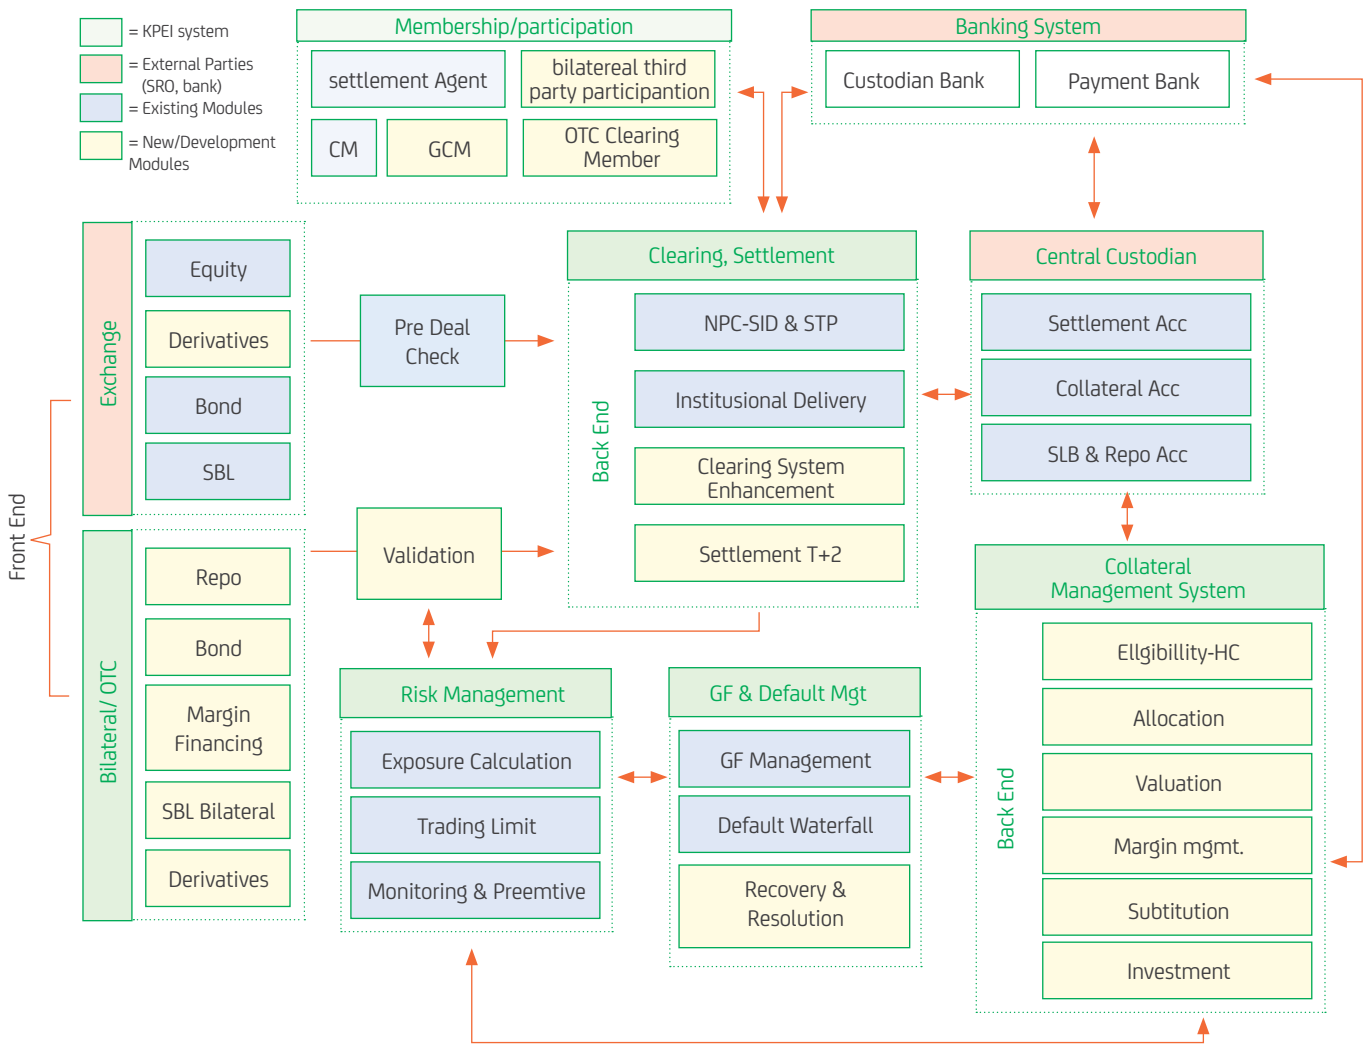 = KPEI system
= External Parties
(SRO, bank)
= Existing Modules
= New/Development
Modules
Membership/participation
settlement Agent
bilatereal third
party participantion
CM
GCM
OTC Clearing
Member
Banking System
Custodian Bank
Payment Bank
Front End
Exchange
Equity
Derivatives
Bond
SBL
Pre Deal
Check
Clearing, Settlement
Back End
NPC-SID & STP
Institusional Delivery
Clearing System
Enhancement
Settlement T+2
Central Custodian
Settlement Acc
Collateral Acc
SLB & Repo Acc
Bilateral/ OTC
Repo
Bond
Margin
Financing
SBL Bilateral
Derivatives
Validation
Risk Management
Exposure Calculation
Trading Limit
Monitoring & Preemtive
GF & Default Mgt
GF Management
Default Waterfall
Recovery &
Resolution
Collateral
Management System
Back End
Ellgibillity-HC
Allocation
Valuation
Margin mgmt.
Subtitution
Investment